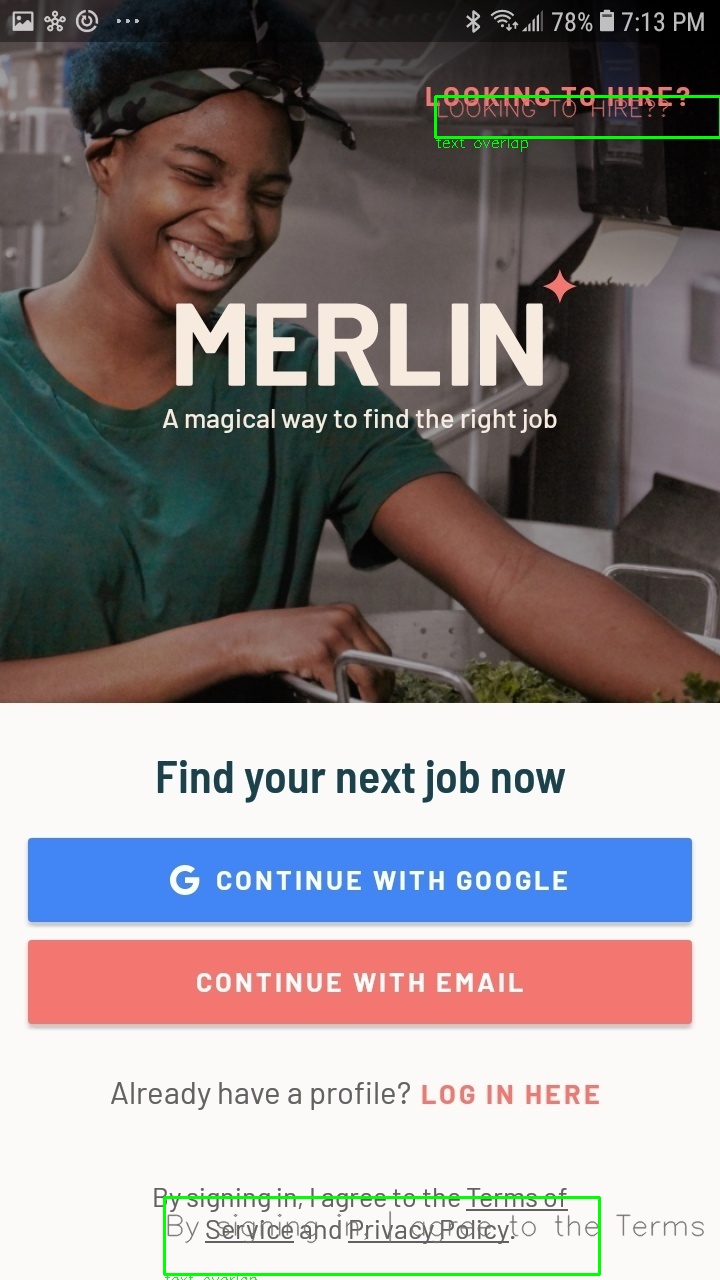 78% 7:13 PM
LOOKING TO HIRE?
LOOKING TO HIRE??
text overlap
MERLIN
A magical way to find the right job
Find your next job now
G CONTINUE WITH GOOGLE
CONTINUE WITH EMAIL
Already have a profile? LOG IN HERE
By signing in, I agree to the Terms of
Service and Privacy Policy.
By signing in, I agree to the Terms
text overlap